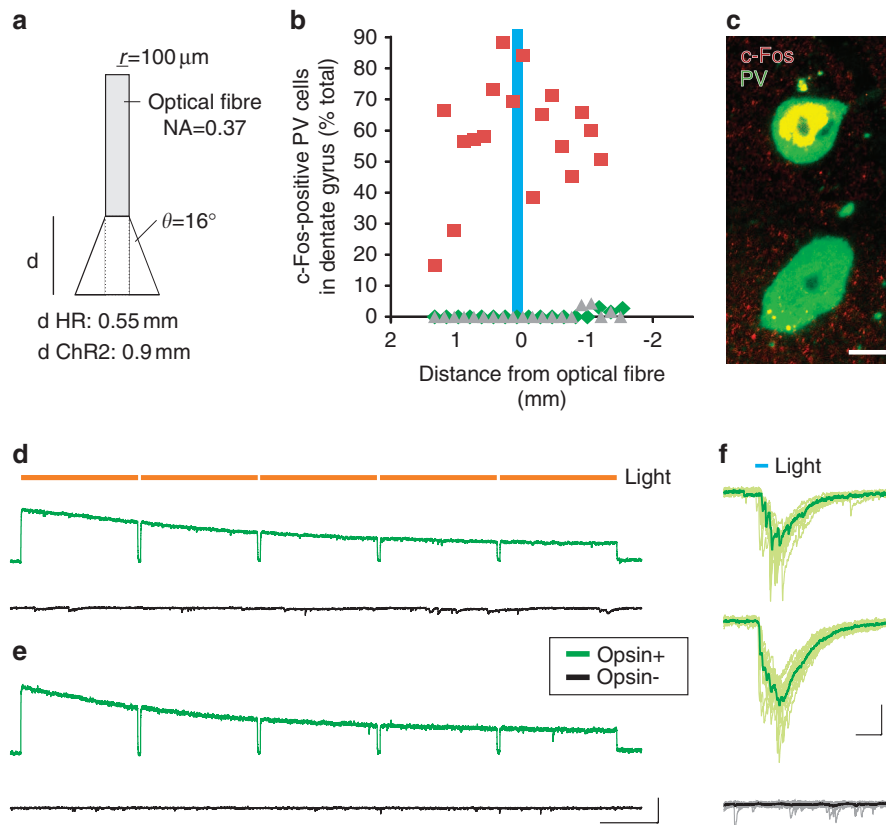 a
r=100 μm
Optical fibre
NA=0.37
θ=16°
d
d HR: 0.55 mm
d ChR2: 0.9 mm
b
c-Fos-positive PV cells
in dentate gyrus (% total)
90
80
70
60
50
40
30
20
10
0
2
1
0
-1
-2
Distance from optical fibre
(mm)
c
c-Fos
PV
d
Light
e
Opsin+
Opsin-
f
Light